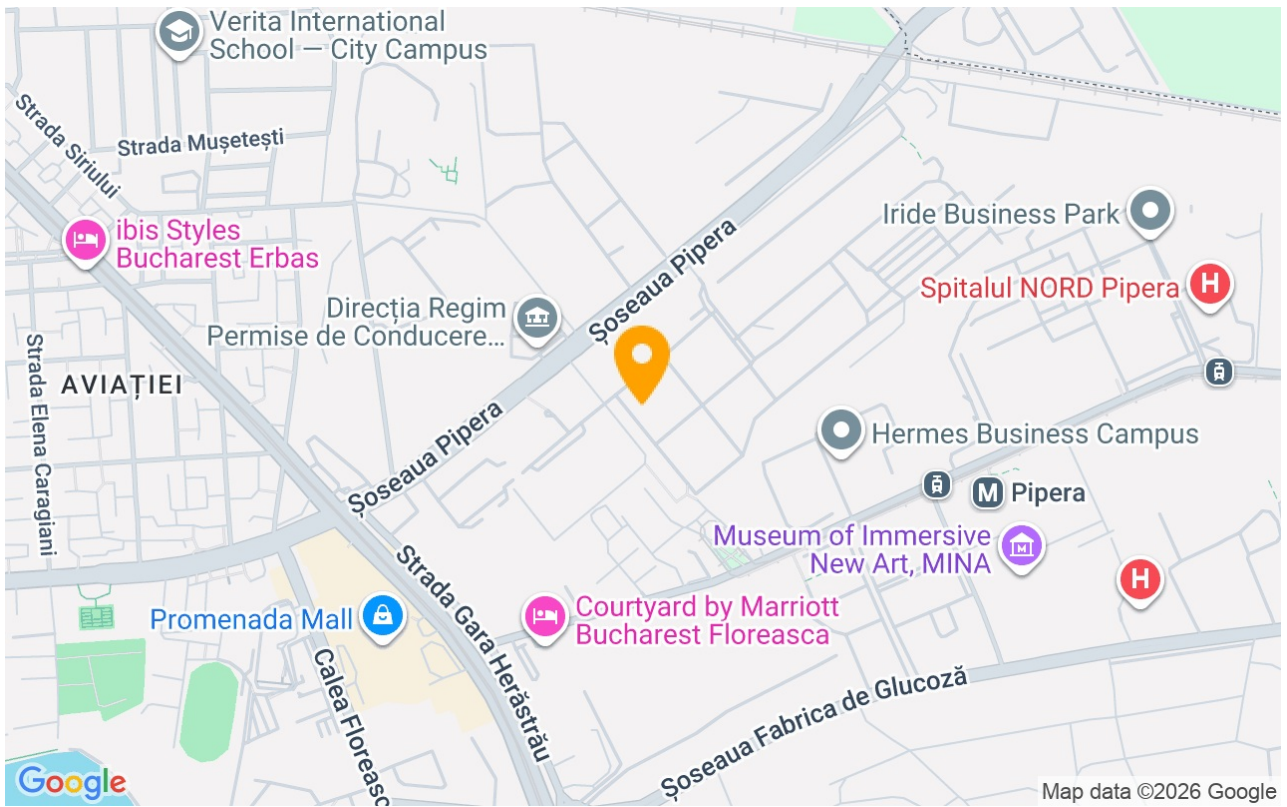 Verita International
School — City Campus
Strada Mușetești
Strada Siriului
Iride Business Park
ibis Styles
Bucharest Erbas
Șoseaua Pipera
Spitalul NORD Pipera
H
Direcția Regim
Permise de Conducere...
Strada Elena Caragiani
AVIAȚIEI
Șoseaua Pipera
Hermes Business Campus
M Pipera
Museum of Immersive
New Art, MINA
M
H
Strada Gara Herăstrău
Promenada Mall
Courtyard by Marriott
Bucharest Floreasca
Calea Floreasc
Șoseaua Fabrica de Glucoză
Google
Map data ©2026 Google